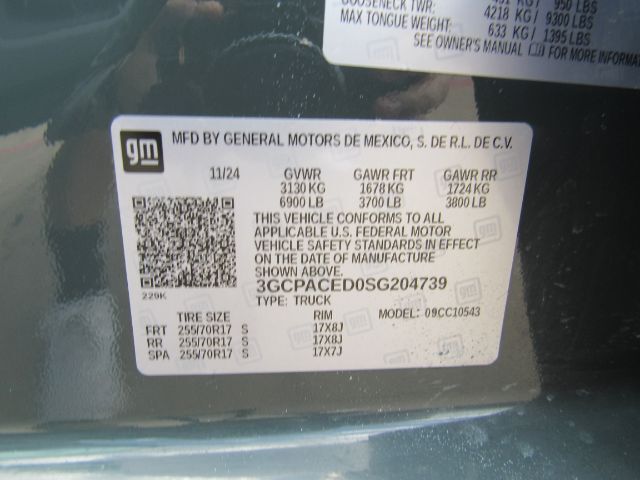 950 LBS
GOOSENECK TWR: 4218 KG / 9300 LBS
MAX TONGUE WEIGHT: 633 KG / 1395 LBS
SEE OWNER'S MANUAL FOR MORE INFORMA
gm MFD BY GENERAL MOTORS DE MEXICO, S. DE R.L. DE C.V.
11/24 GVWR GAWR FRT GAWR RR
3130 KG 1678 KG 1724 KG
6900 LB 3700 LB 3800 LB
THIS VEHICLE CONFORMS TO ALL
APPLICABLE U.S. FEDERAL MOTOR
VEHICLE SAFETY STANDARDS IN EFFECT
ON THE DATE OF MANUFACTURE
SHOWN ABOVE.
3GCPACED0SG204739
229K TYPE: TRUCK
TIRE SIZE RIM MODEL: 09CC10543
FRT 255/70R17 S 17X8J
RR 255/70R17 S 17X8J
SPA 255/70R17 S 17X7J